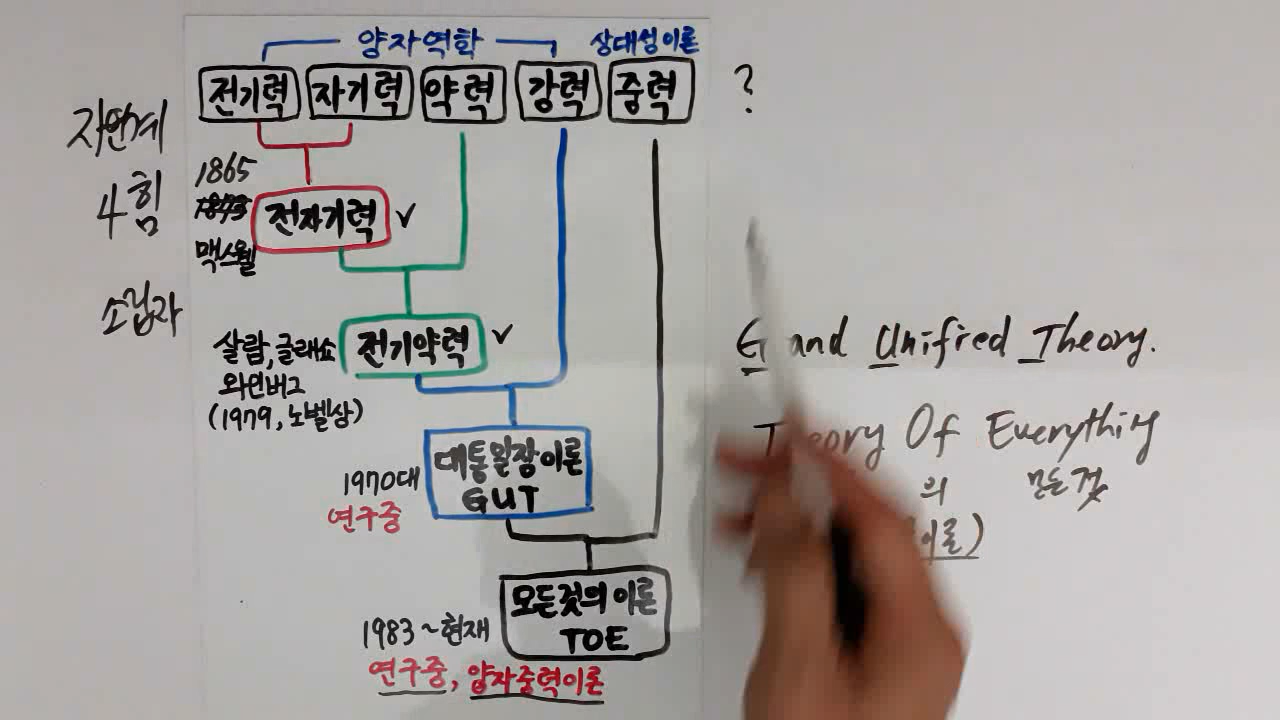 양자역학
상대성이론
전기력 자기력 약력 강력 중력 ?
자연계
4힘
소립자
1865
맥스웰
전자기력
살람, 글래쇼
와인버그
(1979, 노벨상)
전기약력
1970대
연구중
대통일장이론
GUT
모든것의 이론
TOE
1983 ~ 현재
연구중, 양자중력이론
Grand Unifired Theory.
Of Everything
의 모든것
이론)